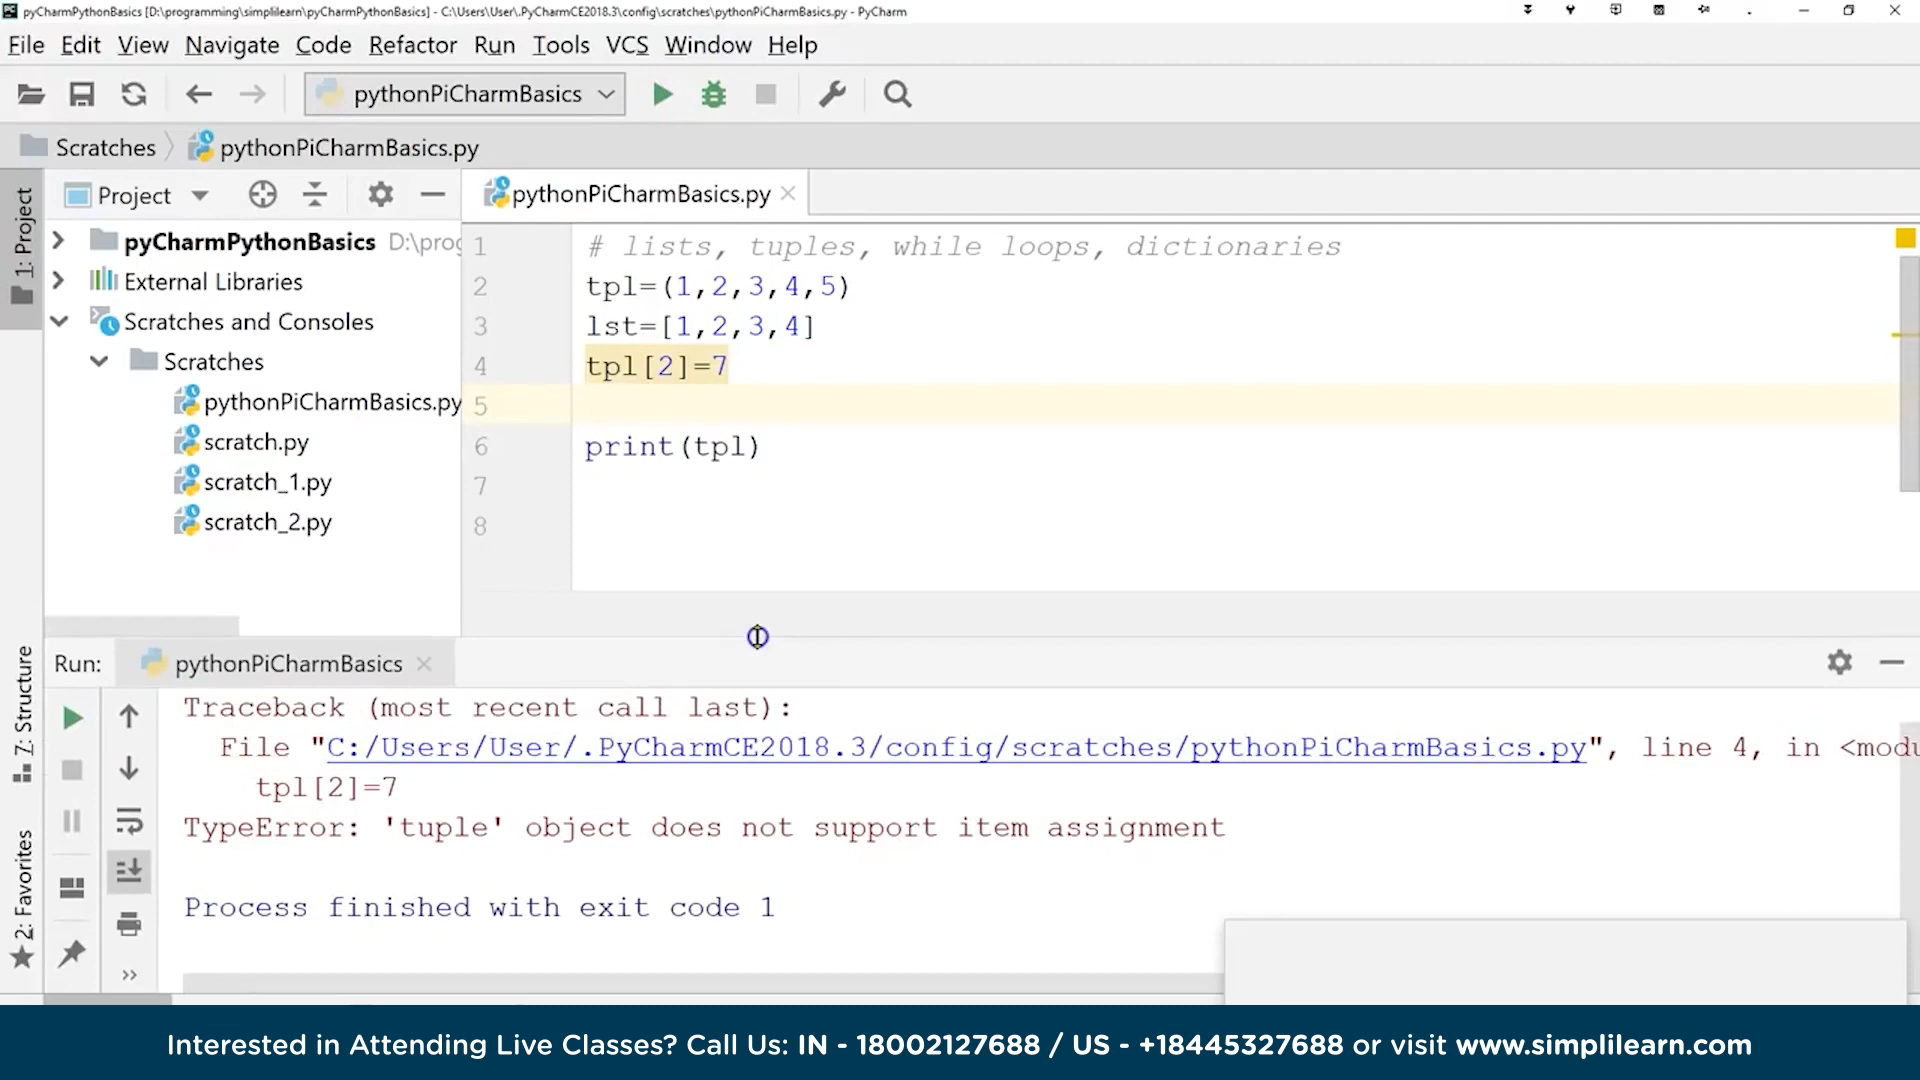 pyCharmPythonBasics [D:\programming\simplilearn\pyCharmPythonBasics] - C:\Users\User\.PyCharmCE2018.3\config\scratches\pythonPiCharmBasics.py - PyCharm
File Edit View Navigate Code Refactor Run Tools VCS Window Help
pythonPiCharmBasics
Scratches pythonPiCharmBasics.py
1: Project
Project
pyCharmPythonBasics D:\prog
External Libraries
Scratches and Consoles
Scratches
pythonPiCharmBasics.py
scratch.py
scratch_1.py
scratch_2.py
pythonPiCharmBasics.py
1 # lists, tuples, while loops, dictionaries
2 tpl=(1,2,3,4,5)
3 lst=[1,2,3,4]
4 tpl[2]=7
5
6 print(tpl)
7
8
Z: Structure
2: Favorites
Run: pythonPiCharmBasics
Traceback (most recent call last):
File "C:/Users/User/.PyCharmCE2018.3/config/scratches/pythonPiCharmBasics.py", line 4, in <modu
tpl[2]=7
TypeError: 'tuple' object does not support item assignment
Process finished with exit code 1
Interested in Attending Live Classes? Call Us: IN - 18002127688 / US - +18445327688 or visit www.simplilearn.com